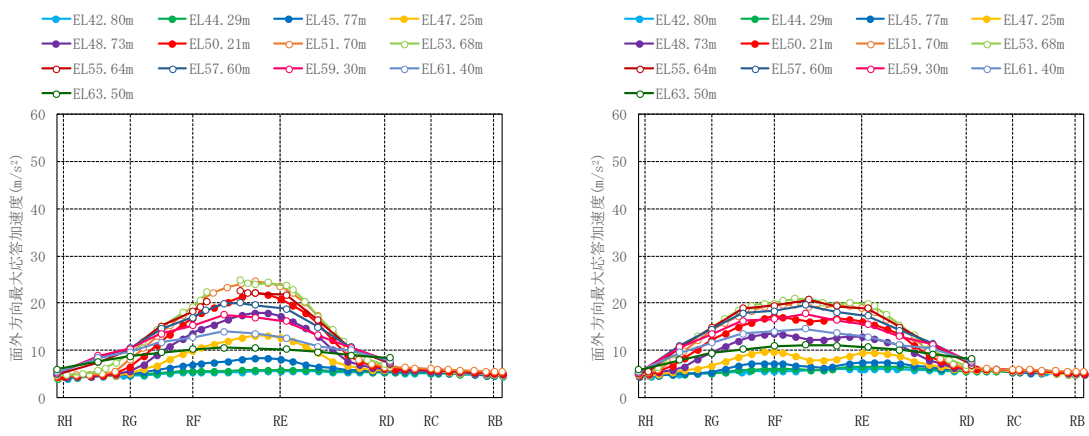 EL42.80m EL44.29m EL45.77m EL47.25m
EL48.73m EL50.21m EL51.70m EL53.68m
EL55.64m EL57.60m EL59.30m EL61.40m
EL63.50m
面外方向最大応答加速度(m/s²)
60
50
40
30
20
10
0
RH RG RF RE RD RC RB
EL42.80m EL44.29m EL45.77m EL47.25m
EL48.73m EL50.21m EL51.70m EL53.68m
EL55.64m EL57.60m EL59.30m EL61.40m
EL63.50m
面外方向最大応答加速度(m/s²)
60
50
40
30
20
10
0
RH RG RF RE RD RC RB